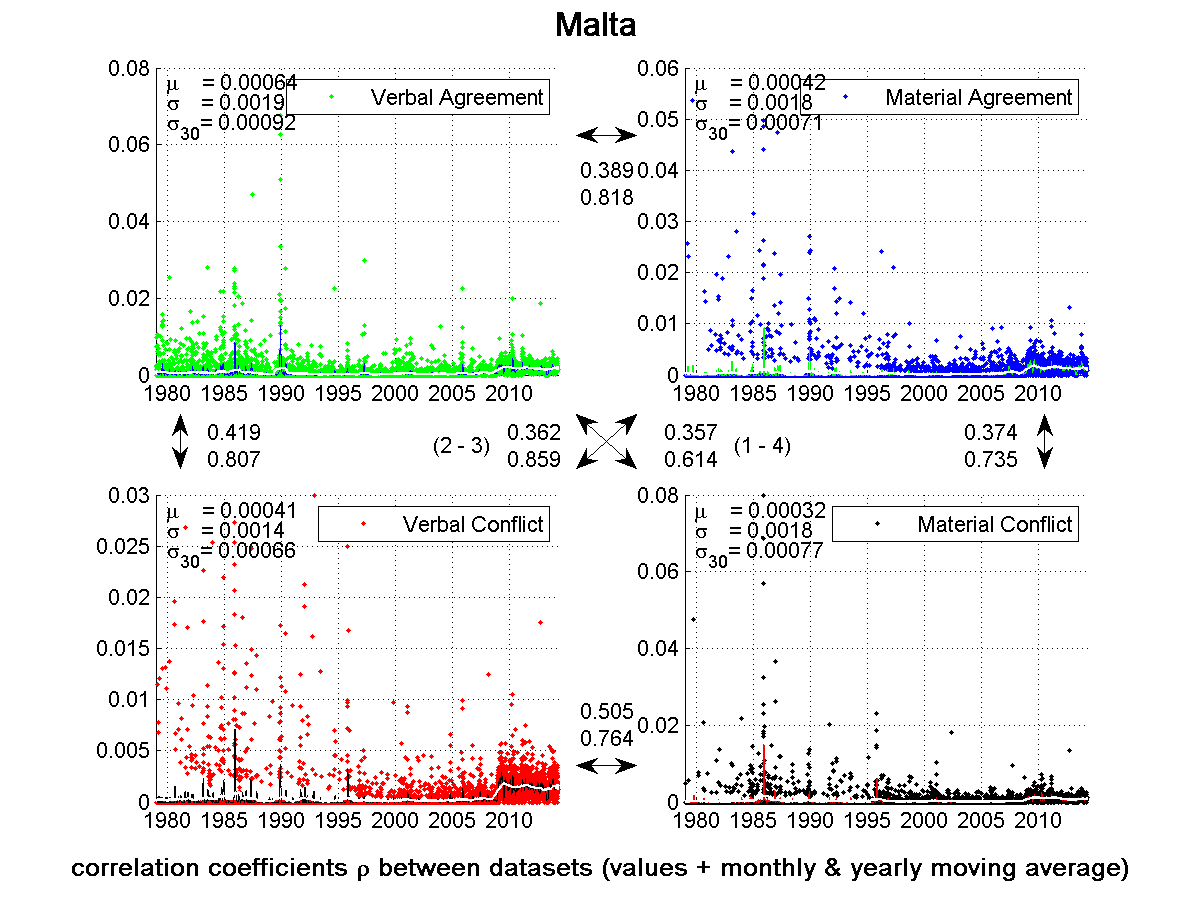 Malta
0.08
0.06
0.04
0.02
0
μ = 0.00064
σ = 0.0019
σ30 = 0.00092
Verbal Agreement
1980 1985 1990 1995 2000 2005 2010
0.389
0.818
0.06
0.05
0.04
0.03
0.02
0.01
0
μ = 0.00042
σ = 0.0018
σ30 = 0.00071
Material Agreement
1980 1985 1990 1995 2000 2005 2010
0.419
0.807
(2 - 3)
0.362
0.859
0.357
0.614
(1 - 4)
0.374
0.735
0.03
0.025
0.02
0.015
0.01
0.005
0
μ = 0.00041
σ = 0.0014
σ30 = 0.00066
Verbal Conflict
1980 1985 1990 1995 2000 2005 2010
0.505
0.764
0.08
0.06
0.04
0.02
0
μ = 0.00032
σ = 0.0018
σ30 = 0.00077
Material Conflict
1980 1985 1990 1995 2000 2005 2010
correlation coefficients ρ between datasets (values + monthly & yearly moving average)